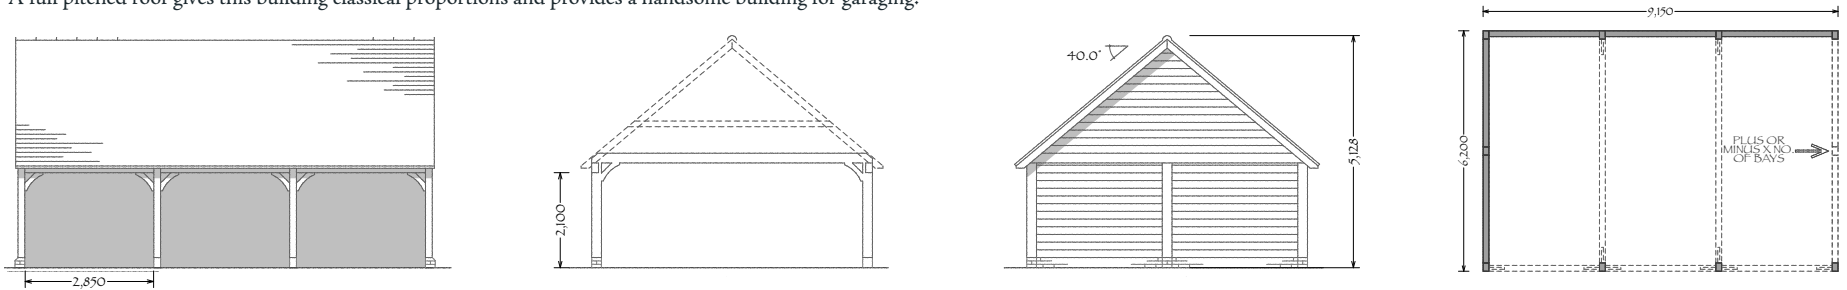 A full pitched roof gives this building classical proportions and provides a handsome building for garaging.
2,850
2,100
40.0°
5,128
9,150
6,200
PLUS OR
MINUS X NO.
OF BAYS